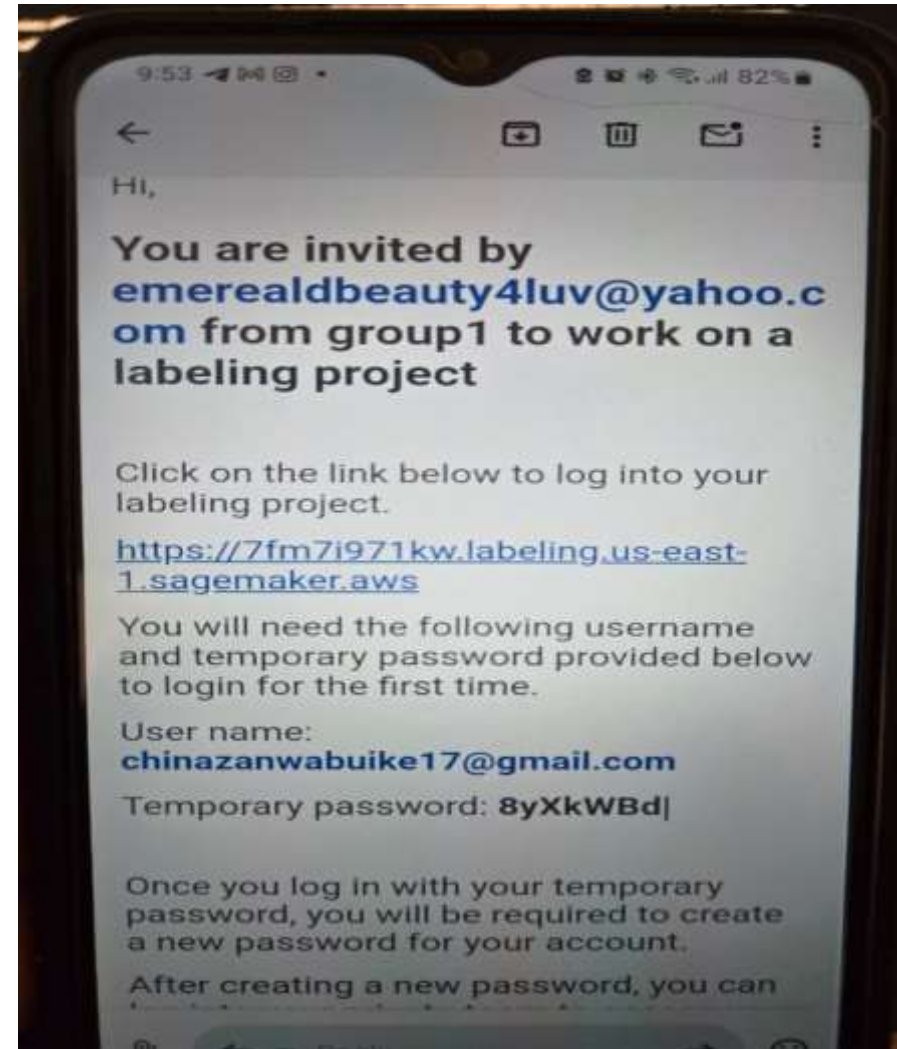 9:53
82%
Hi,
You are invited by
emerealdbeauty4luv@yahoo.c
om from group1 to work on a
labeling project
Click on the link below to log into your
labeling project.
https://7fm7i971kw.labeling.us-east-
1.sagemaker.aws
You will need the following username
and temporary password provided below
to login for the first time.
User name:
chinazanwabuike17@gmail.com
Temporary password: 8yXkWBd|
Once you log in with your temporary
password, you will be required to create
a new password for your account.
After creating a new password, you can